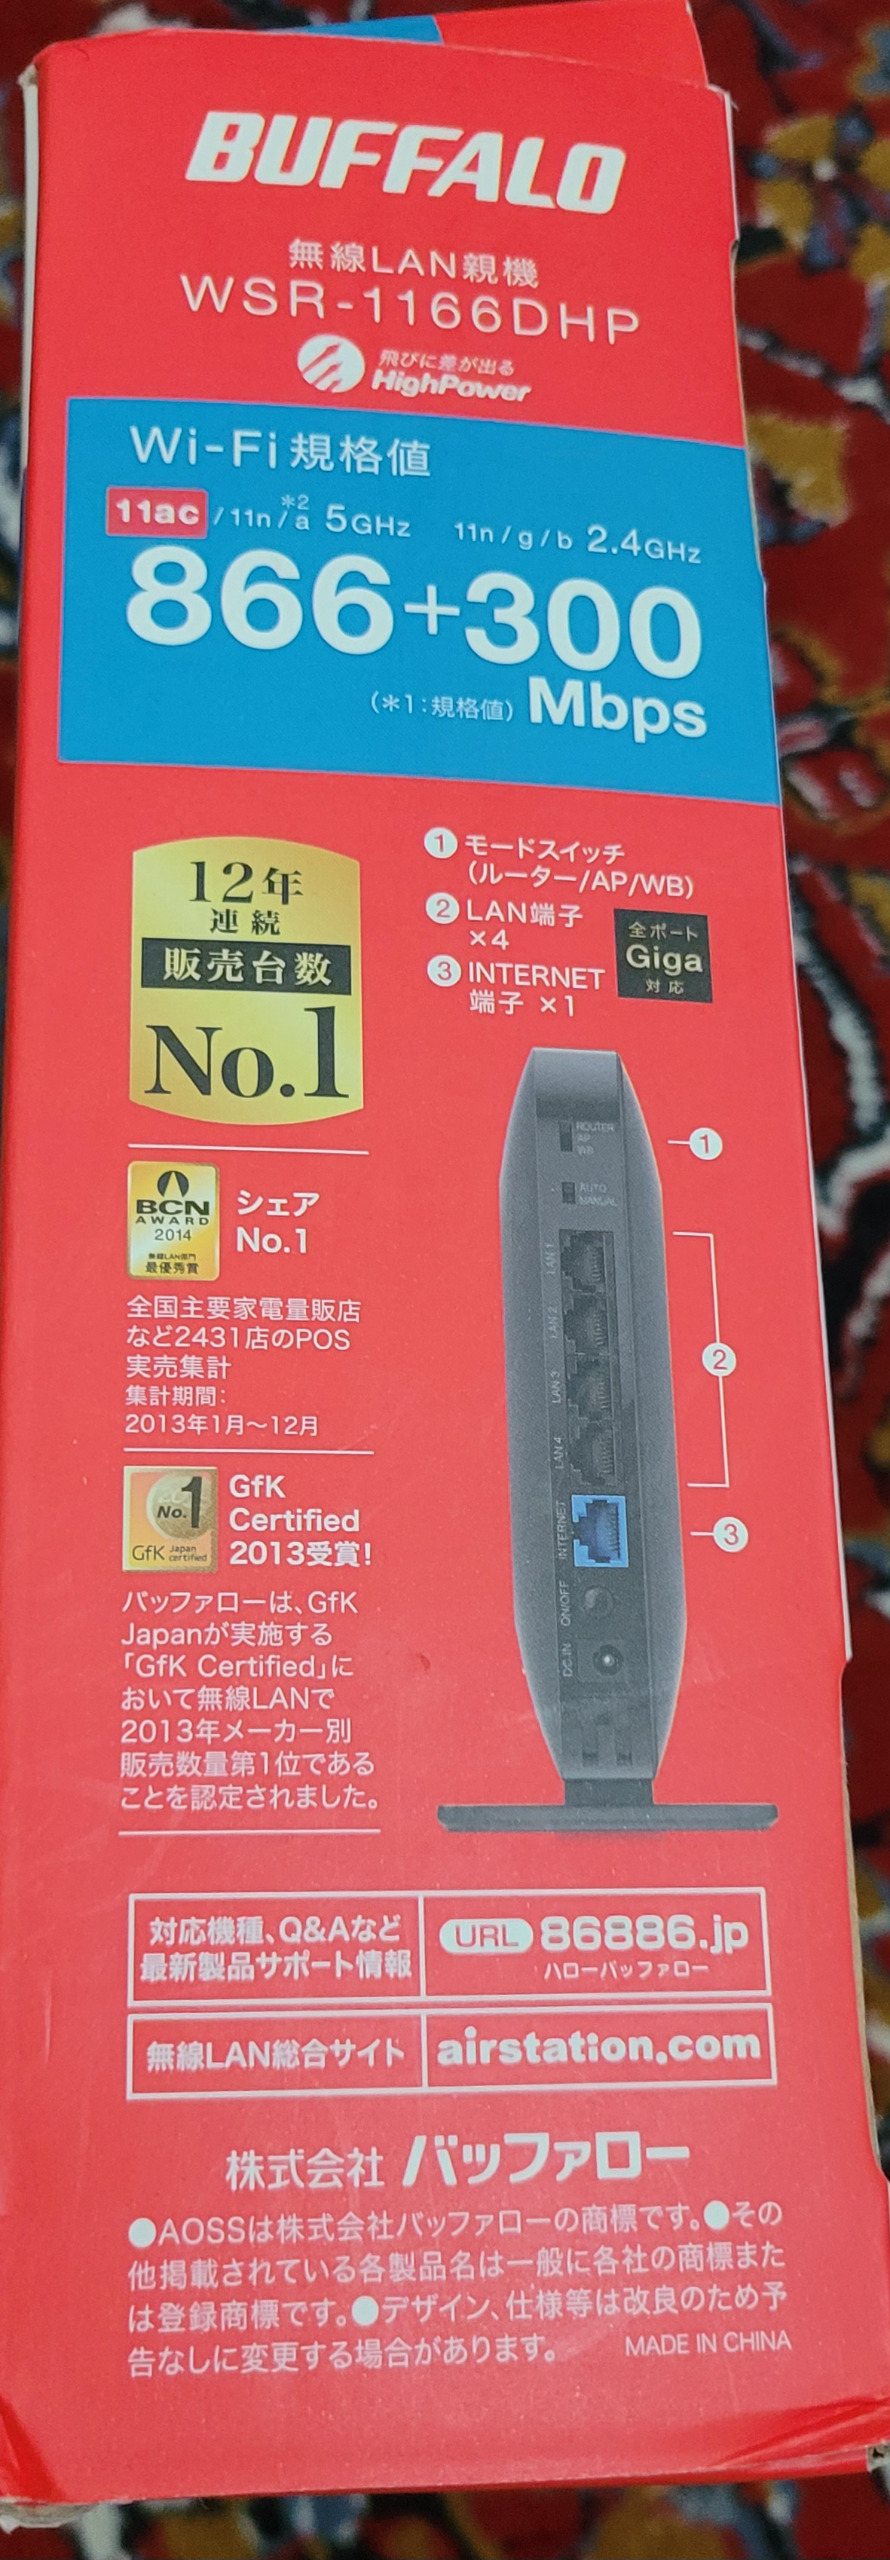 BUFFALO
無線LAN親機
WSR-1166DHP
飛びに差が出る
HighPower
Wi-Fi 規格値
11ac/11n/a*2 5GHz 11n/g/b 2.4GHz
866+300
(*1:規格値) Mbps
12年
連続
販売台数
No.1
①モードスイッチ
(ルーター/AP/WB)
②LAN端子
×4
③INTERNET
端子 ×1
全ポート
Giga
対応
ROUTER
AP
WB
AUTO
MANUAL
LAN 1
LAN 2
LAN 3
LAN 4
INTERNET
ON/OFF
DC-IN
①
②
③
BCN
AWARD
2014
無線LAN部門
最優秀賞
シェア
No.1
全国主要家電量販店
など2431店のPOS
実売集計
集計期間:
2013年1月〜12月
No.1
GfK Japan certified
GfK
Certified
2013受賞!
バッファローは、GfK
Japanが実施する
「GfK Certified」に
おいて無線LANで
2013年メーカー別
販売数量第1位である
ことを認定されました。
対応機種、Q&Aなど
最新製品サポート情報
URL 86886.jp
ハローバッファロー
無線LAN総合サイト
airstation.com
株式会社 バッファロー
●AOSSは株式会社バッファローの商標です。●その
他掲載されている各製品名は一般に各社の商標また
は登録商標です。●デザイン、仕様等は改良のため予
告なしに変更する場合があります。 MADE IN CHINA